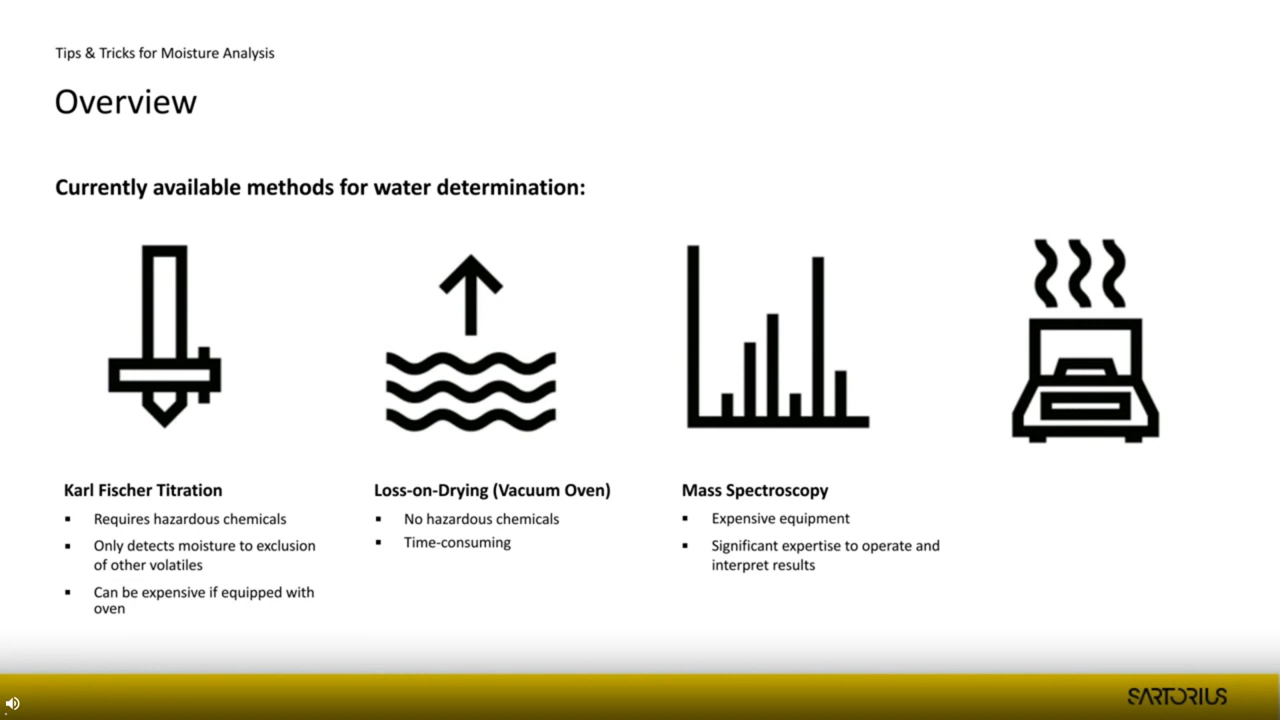 Tips & Tricks for Moisture Analysis
Overview
Currently available methods for water determination:
Karl Fischer Titration
▪ Requires hazardous chemicals
▪ Only detects moisture to exclusion
of other volatiles
▪ Can be expensive if equipped with
oven
Loss-on-Drying (Vacuum Oven)
▪ No hazardous chemicals
▪ Time-consuming
Mass Spectroscopy
▪ Expensive equipment
▪ Significant expertise to operate and
interpret results
SARTORIUS